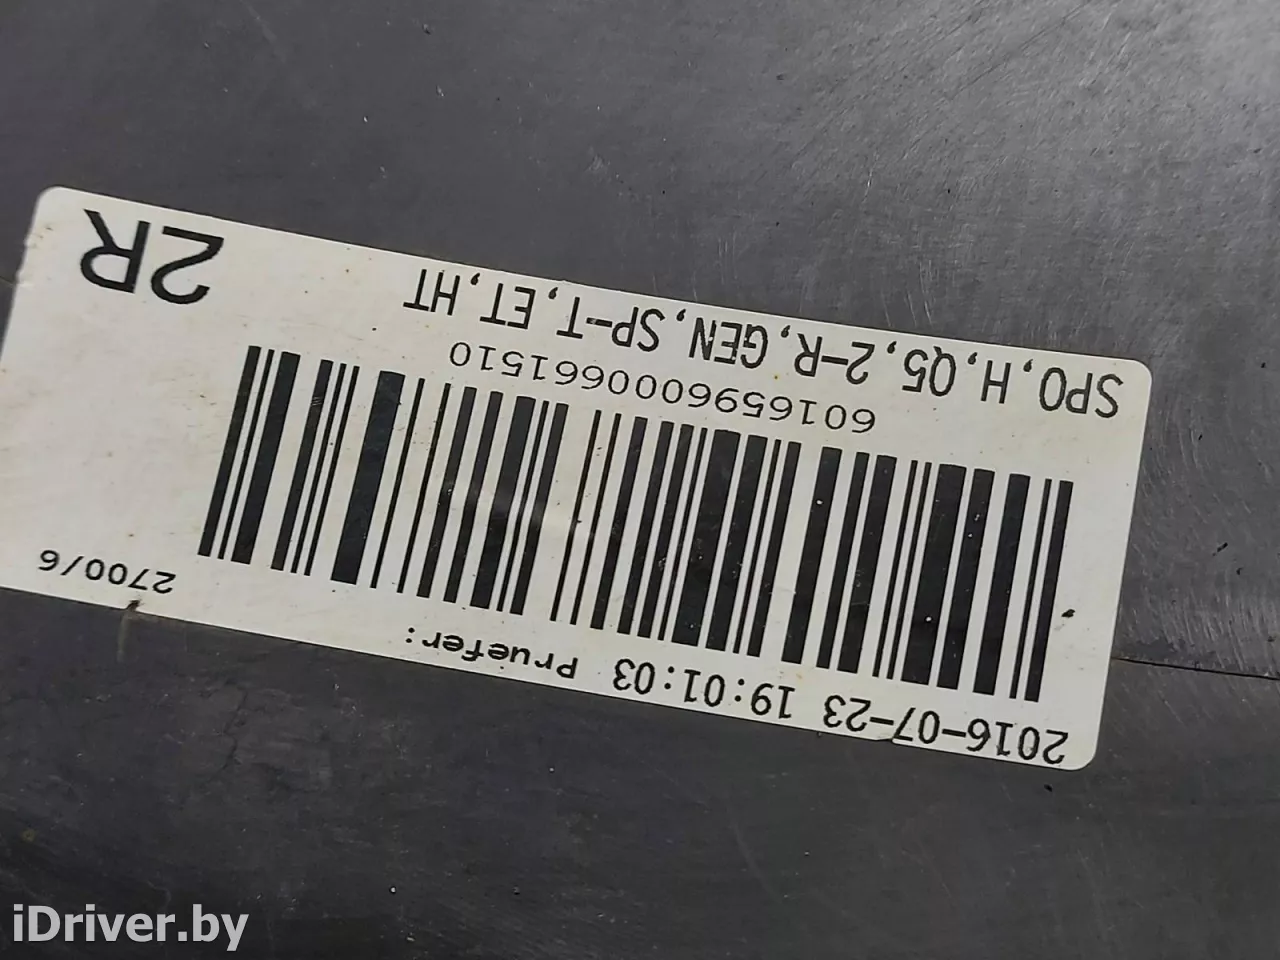 2016-07-23 19:01:03 Pruefer:
2700/6
6016596000661510
SPO,H,Q5,2-R,GEN,SP-T,ET,HT
2R
iDriver.by